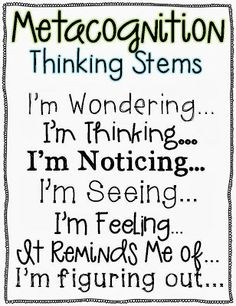 Metacognition
Thinking Stems
I'm Wondering...
I'm Thinking...
I'm Noticing...
I'm Seeing...
I'm Feeling...
It Reminds Me of...
I'm figuring out...